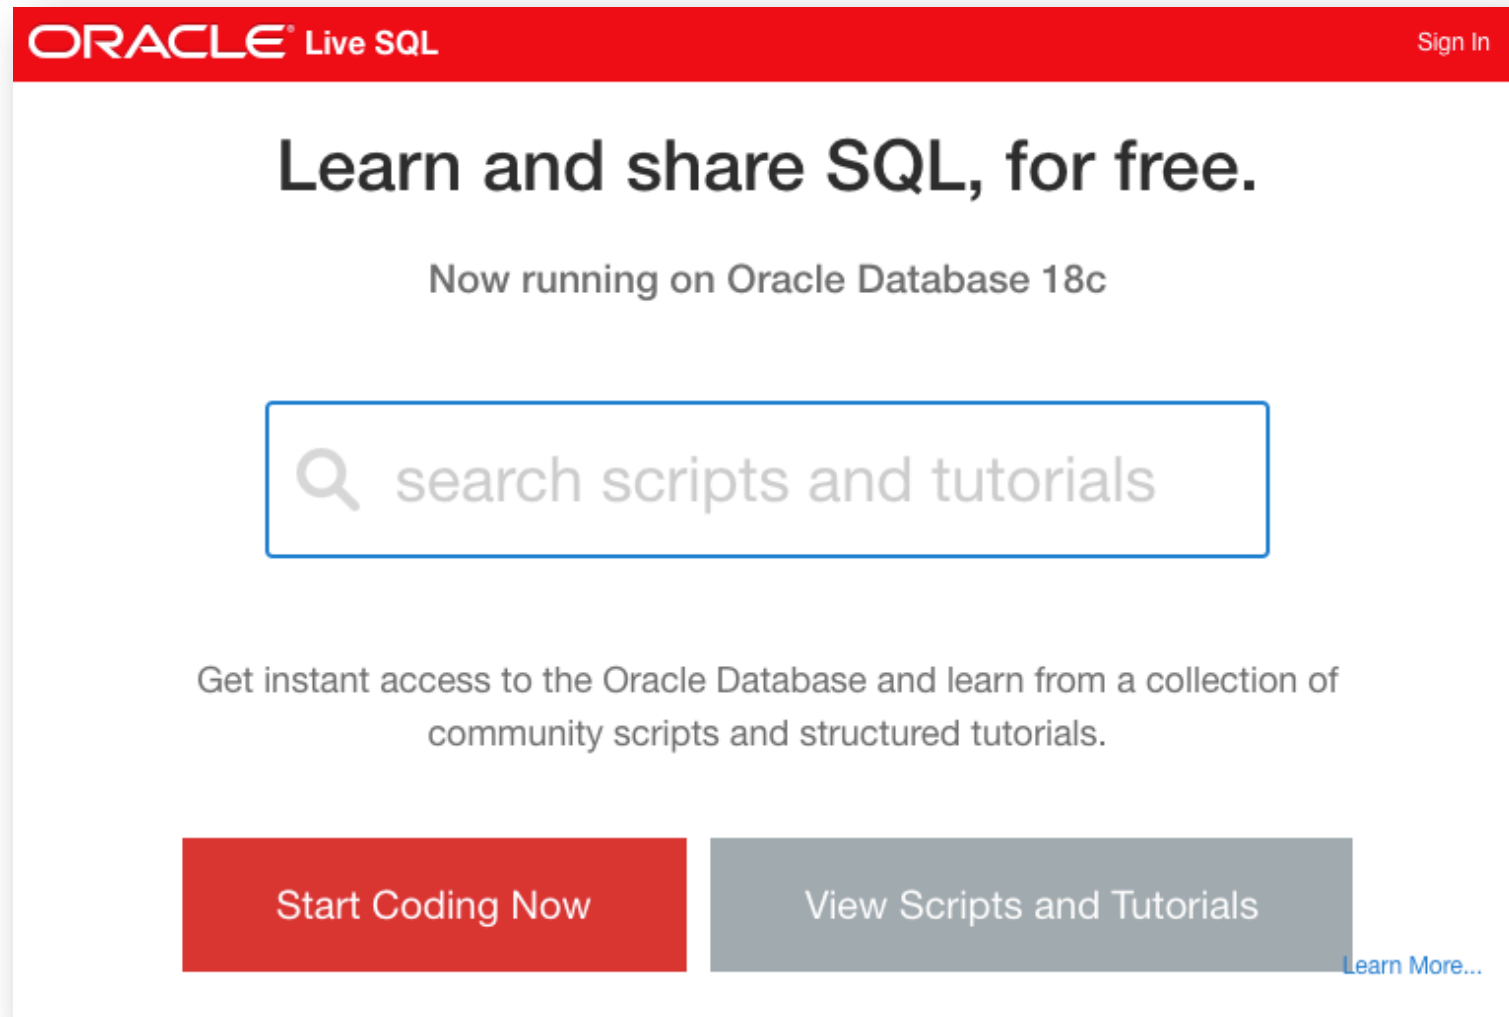 ORACLE® Live SQL
Sign In
Learn and share SQL, for free.
Now running on Oracle Database 18c
search scripts and tutorials
Get instant access to the Oracle Database and learn from a collection of
community scripts and structured tutorials.
Start Coding Now
View Scripts and Tutorials
Learn More...